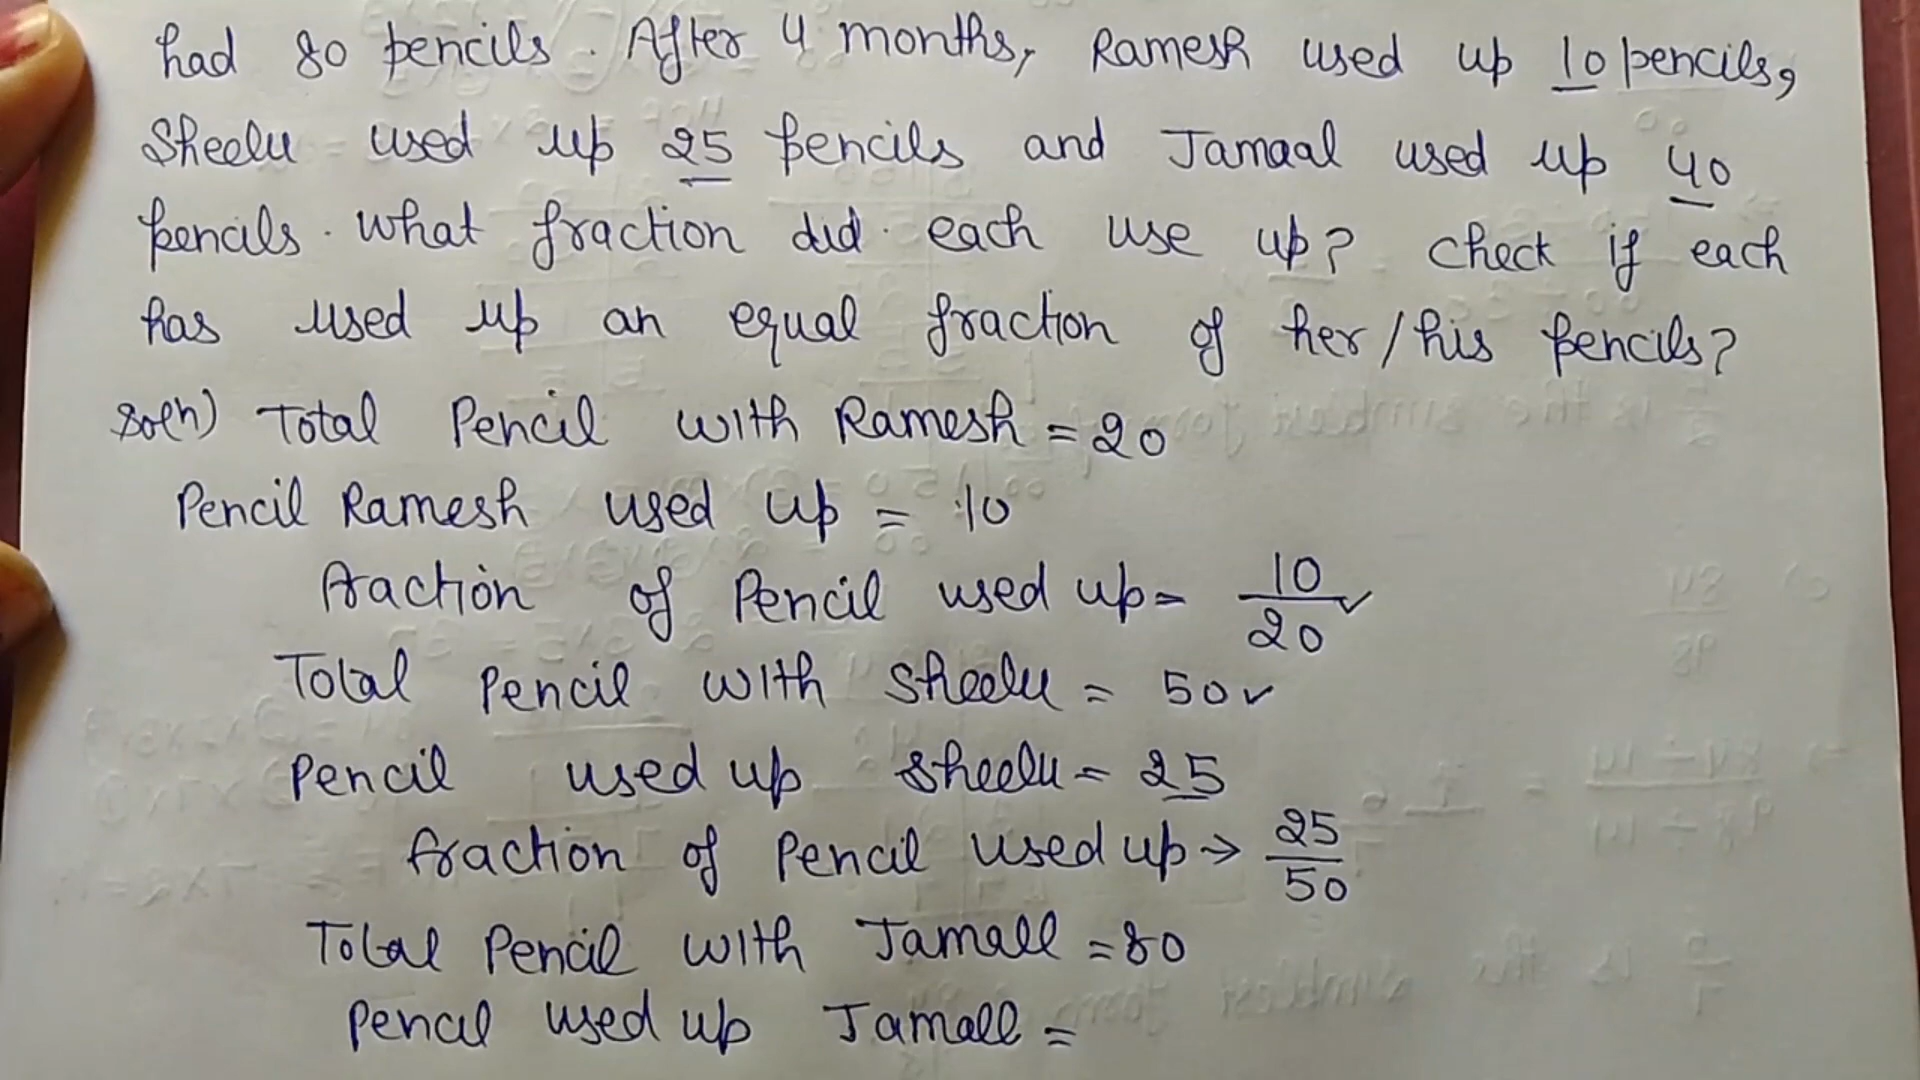 had 80 pencils. After 4 months, Ramesh used up 10 pencils,
Sheelu used up 25 pencils and Jamaal used up 40
pencils. What fraction did each use up? Check if each
has used up an equal fraction of her/his pencils?
Soln) Total Pencil with Ramesh = 20
Pencil Ramesh used up = 10
fraction of Pencil used up = 10/20 ✓
Total Pencil with Sheelu = 50 ✓
Pencil used up Sheelu = 25
fraction of Pencil used up → 25/50
Total Pencil with Jamall = 80
Pencil used up Jamall =